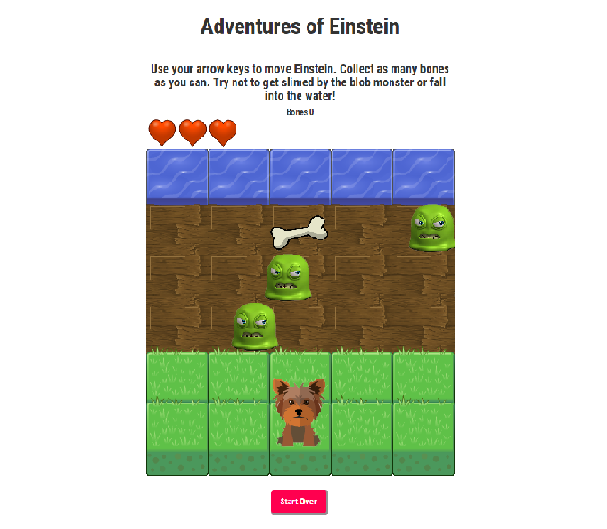 Adventures of Einstein
Use your arrow keys to move Einstein. Collect as many bones
as you can. Try not to get slimed by the blob monster or fall
into the water!
Bones 0
Start Over